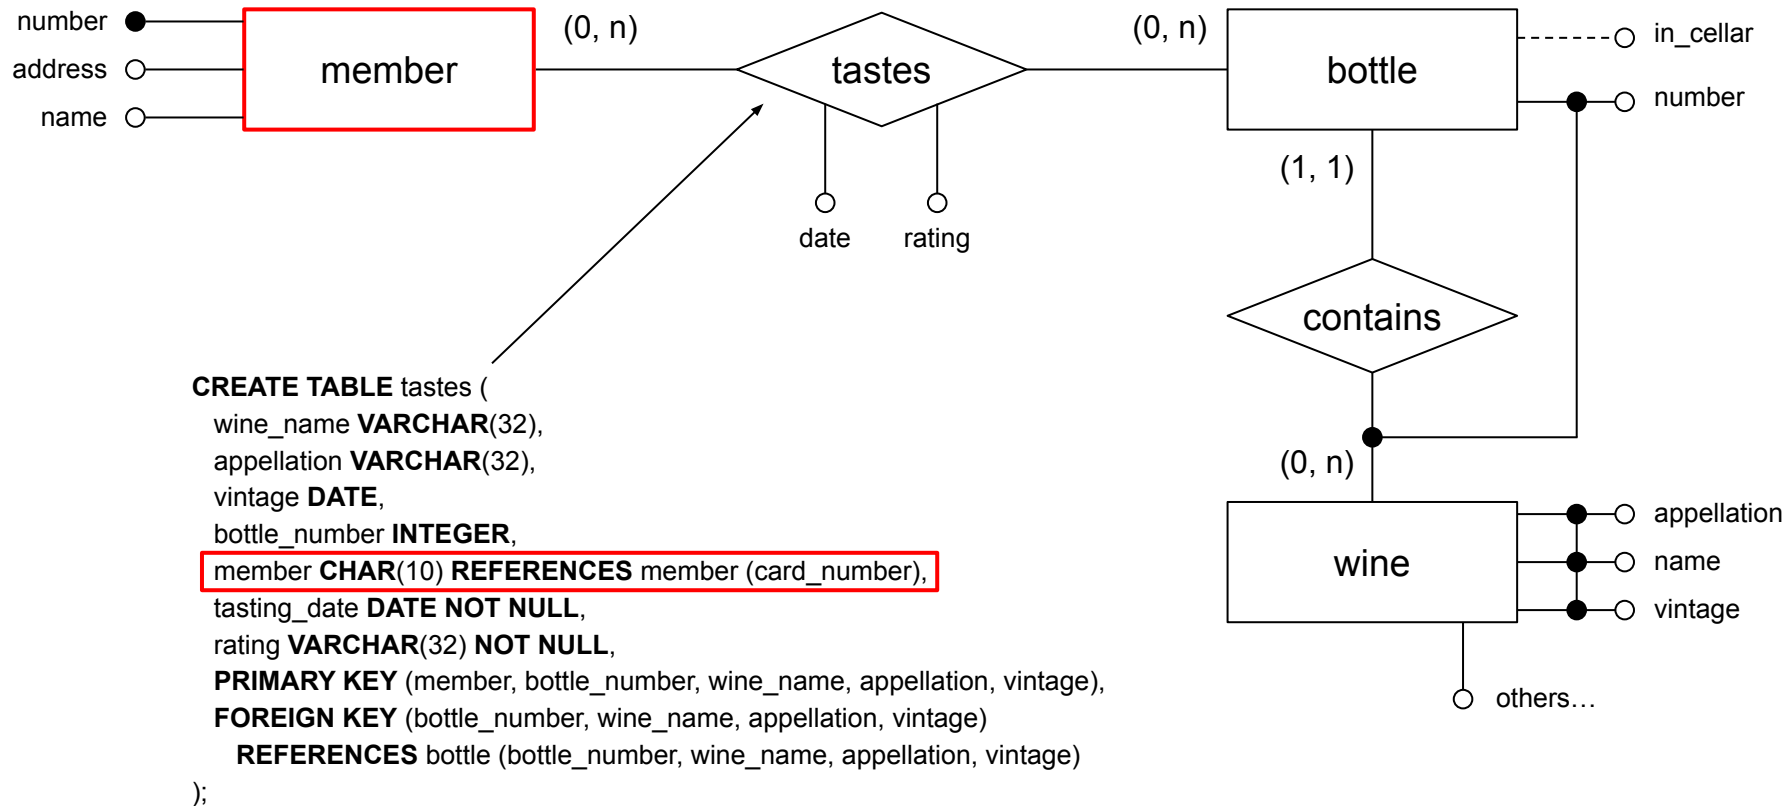 number
address
name
member
(0, n)
tastes
(0, n)
bottle
in_cellar
number
date
rating
(1, 1)
contains
(0, n)
wine
appellation
name
vintage
others…
CREATE TABLE tastes (
wine_name VARCHAR(32),
appellation VARCHAR(32),
vintage DATE,
bottle_number INTEGER,
member CHAR(10) REFERENCES member (card_number),
tasting_date DATE NOT NULL,
rating VARCHAR(32) NOT NULL,
PRIMARY KEY (member, bottle_number, wine_name, appellation, vintage),
FOREIGN KEY (bottle_number, wine_name, appellation, vintage)
REFERENCES bottle (bottle_number, wine_name, appellation, vintage)
);